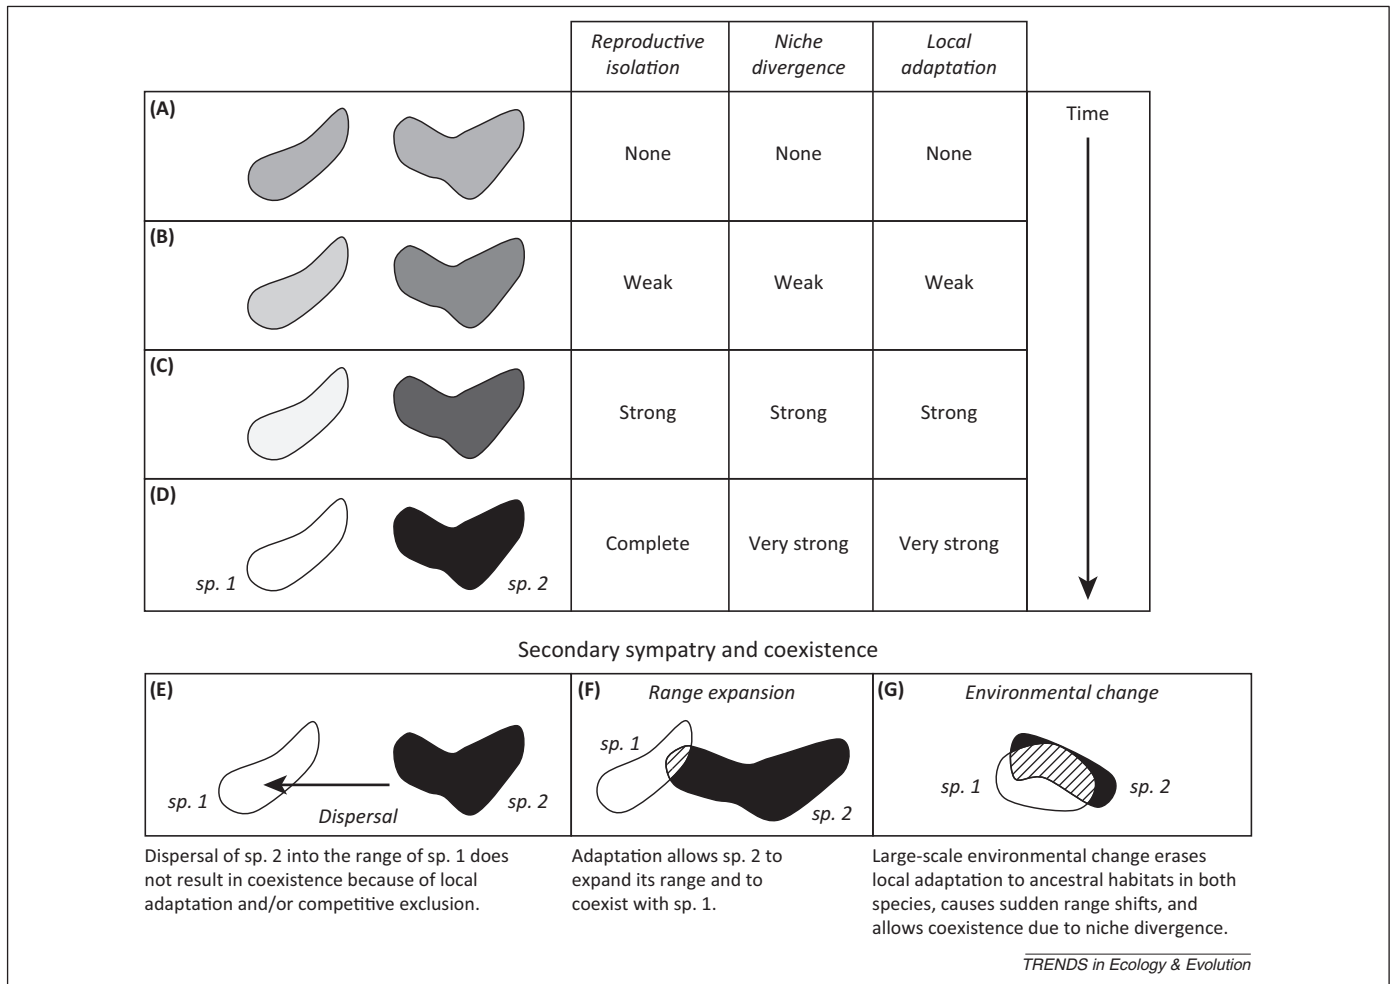 Reproductive
isolation
Niche
divergence
Local
adaptation
(A)
None
None
None
Time
(B)
Weak
Weak
Weak
(C)
Strong
Strong
Strong
(D)
sp. 1
sp. 2
Complete
Very strong
Very strong
Secondary sympatry and coexistence
(E)
sp. 1
Dispersal
sp. 2
(F)
Range expansion
sp. 1
sp. 2
(G)
Environmental change
sp. 1
sp. 2
Dispersal of sp. 2 into the range of sp. 1 does
not result in coexistence because of local
adaptation and/or competitive exclusion.
Adaptation allows sp. 2 to
expand its range and to
coexist with sp. 1.
Large-scale environmental change erases
local adaptation to ancestral habitats in both
species, causes sudden range shifts, and
allows coexistence due to niche divergence.
TRENDS in Ecology & Evolution